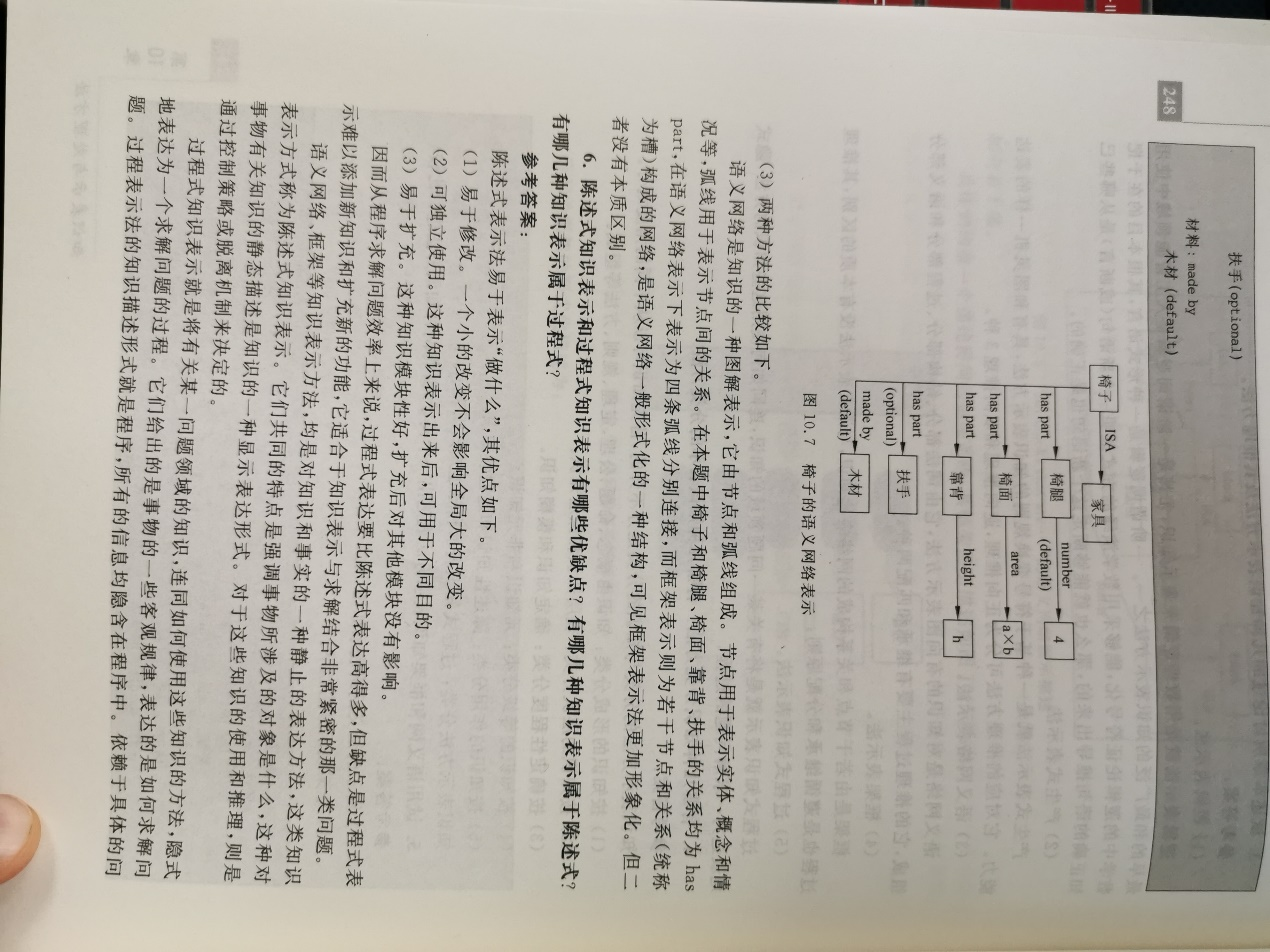 248
扶手(optional)
材料: made by
木材 (default)
椅子
ISA
家具
has part
椅腿
number
(default)
4
has part
椅面
area
a×b
has part
靠背
height
h
has part
(optional)
扶手
made by
(default)
木材
图 10.7 椅子的语义网络表示
(3) 两种方法的比较如下。
语义网络是知识的一种图解表示,它由节点和弧线组成。节点用于表示实体、概念和情
况等,弧线用于表示节点间的关系。在本题中椅子和椅腿、椅面、靠背、扶手的关系均为 has
part,在语义网络表示下表示为四条弧线分别连接,而框架表示则为若干节点和关系(统称
为槽)构成的网络,是语义网络一般形式化的一种结构,可见框架表示法更加形象化。但二
者没有本质区别。
6. 陈述式知识表示和过程式知识表示有哪些优缺点?有哪几种知识表示属于陈述式?
有哪几种知识表示属于过程式?
参考答案:
陈述式表示法易于表示“做什么”,其优点如下。
(1) 易于修改。一个小的改变不会影响全局大的改变。
(2) 可独立使用。这种知识表示出来后,可用于不同目的。
(3) 易于扩充。这种知识模块性好,扩充后对其他模块没有影响。
因而从程序求解问题效率上来说,过程式表达要比陈述式表达高得多,但缺点是过程式表
示难以添加新知识和扩充新的功能,它适合于知识表示与求解结合非常紧密的那一类问题。
语义网络、框架等知识表示方法,均是对知识和事实的一种静止的表达方法,这类知识
表示方式称为陈述式知识表示。它们共同的特点是强调事物所涉及的对象是什么,这种对
事物有关知识的静态描述是知识的一种显示表达形式。对于这些知识的使用和推理,则是
通过控制策略或脱离机制来决定的。
过程式知识表示就是将有关某一问题领域的知识,连同如何使用这些知识的方法,隐式
地表达为一个求解问题的过程。它们给出的是事物的一些客观规律,表达的是如何求解问
题。过程表示法的知识描述形式就是程序,所有的信息均隐含在程序中。依赖于具体的问